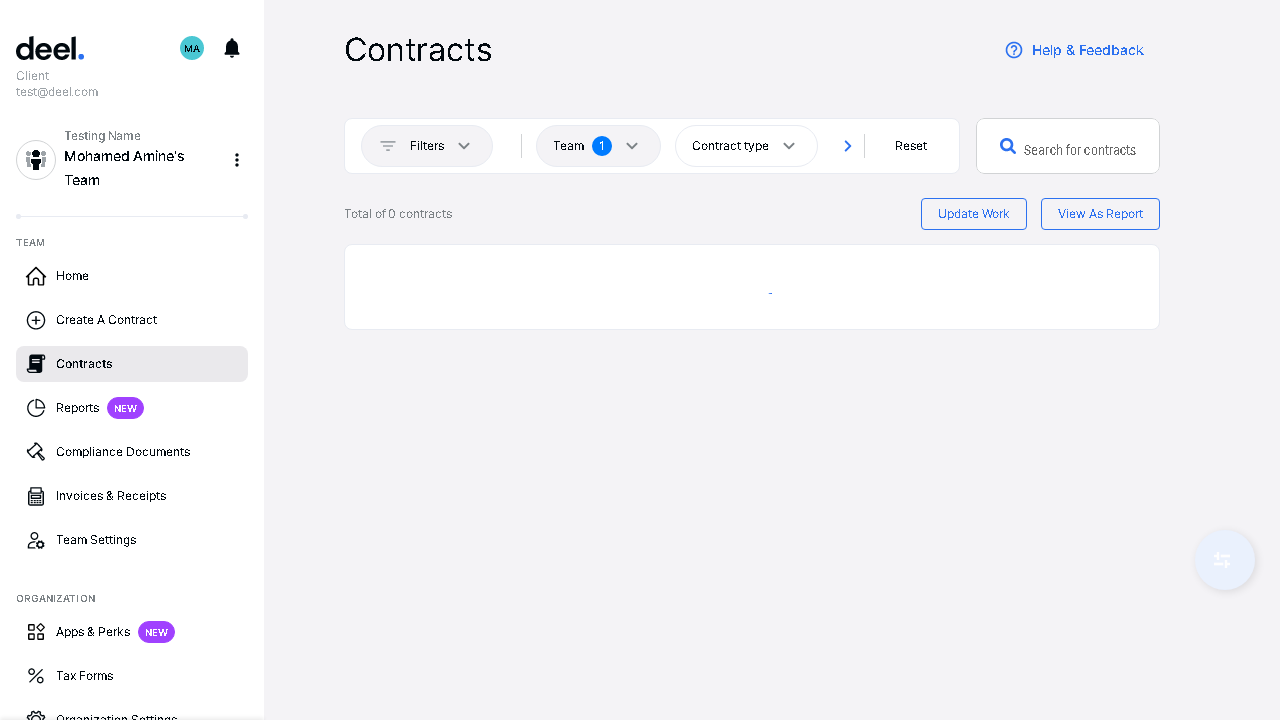 deel.
MA
Client
test@deel.com
Testing Name
Mohamed Amine's
Team
TEAM
Home
Create A Contract
Contracts
Reports NEW
Compliance Documents
Invoices & Receipts
Team Settings
ORGANIZATION
Apps & Perks NEW
Tax Forms
Organization Settings
Contracts
Help & Feedback
Filters
Team 1
Contract type
Reset
Search for contracts
Total of 0 contracts
Update Work
View As Report
-